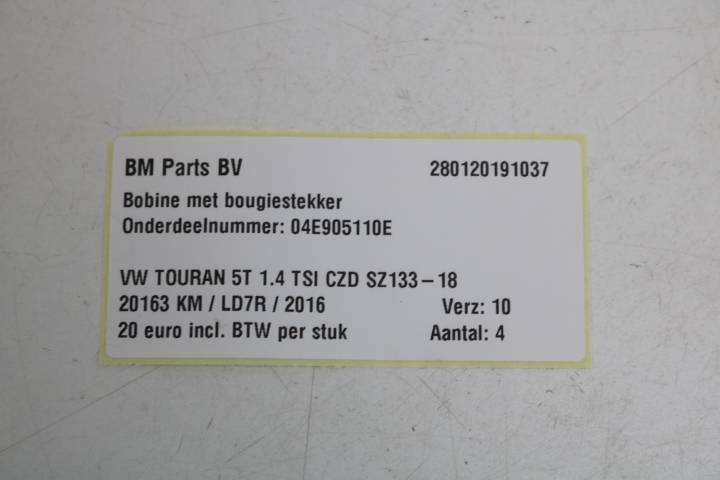 BM Parts BV 280120191037
Bobine met bougiestekker
Onderdeelnummer: 04E905110E
VW TOURAN 5T 1.4 TSI CZD SZ133-18
20163 KM / LD7R / 2016 Verz: 10
20 euro incl. BTW per stuk Aantal: 4